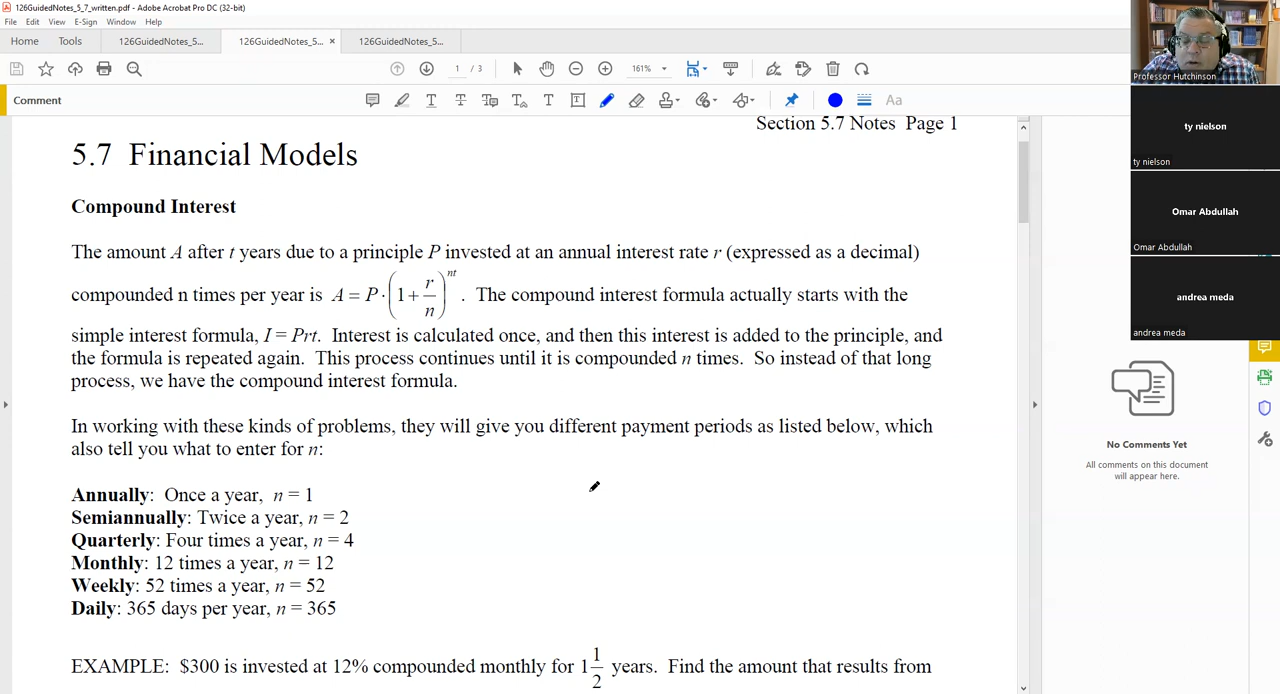 126GuidedNotes_5_7_written.pdf - Adobe Acrobat Pro DC (32-bit)
File Edit View E-Sign Window Help
Home Tools 126GuidedNotes_5_7... 126GuidedNotes_5_7... × 126GuidedNotes_5_7...
1 / 3 161%
Comment
Aa
Section 5.7 Notes Page 1
5.7 Financial Models
Compound Interest
The amount A after t years due to a principle P invested at an annual interest rate r (expressed as a decimal)
compounded n times per year is A = P·(1+r/n)^nt. The compound interest formula actually starts with the
simple interest formula, I = Prt. Interest is calculated once, and then this interest is added to the principle, and
the formula is repeated again. This process continues until it is compounded n times. So instead of that long
process, we have the compound interest formula.
In working with these kinds of problems, they will give you different payment periods as listed below, which
also tell you what to enter for n:
Annually: Once a year, n = 1
Semiannually: Twice a year, n = 2
Quarterly: Four times a year, n = 4
Monthly: 12 times a year, n = 12
Weekly: 52 times a year, n = 52
Daily: 365 days per year, n = 365
EXAMPLE: $300 is invested at 12% compounded monthly for 1 1/2 years. Find the amount that results from
Professor Hutchinson
ty nielson
ty nielson
Omar Abdullah
Omar Abdullah
andrea meda
andrea meda
No Comments Yet
All comments on this document
will appear here.